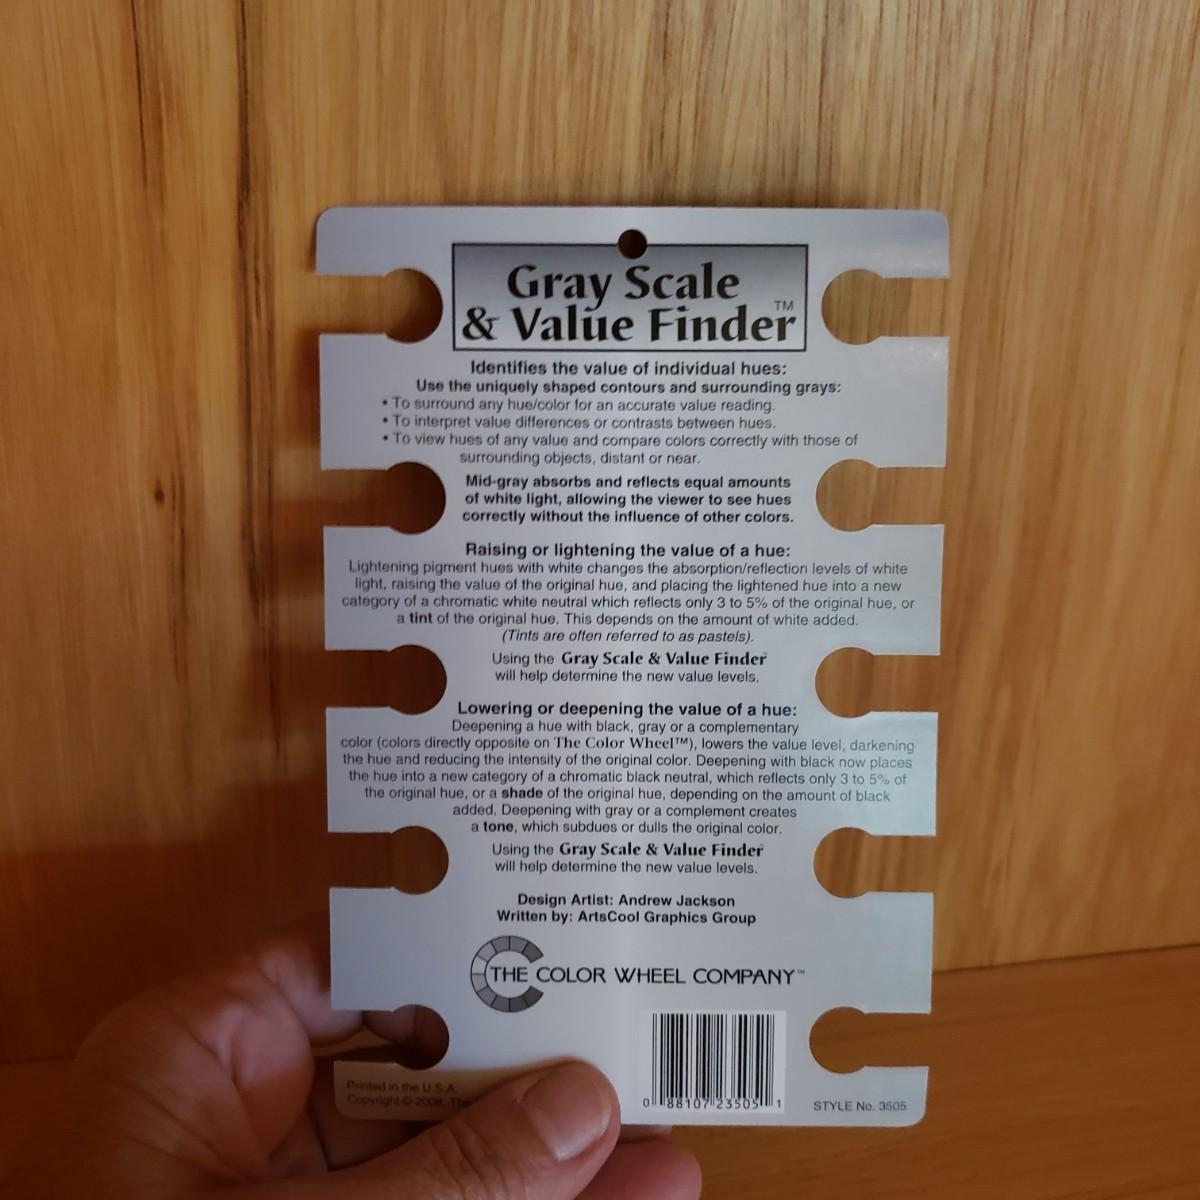 Gray Scale
& Value Finder™
Identifies the value of individual hues:
Use the uniquely shaped contours and surrounding grays:
• To surround any hue/color for an accurate value reading.
• To interpret value differences or contrasts between hues.
• To view hues of any value and compare colors correctly with those of
surrounding objects, distant or near.
Mid-gray absorbs and reflects equal amounts
of white light, allowing the viewer to see hues
correctly without the influence of other colors.
Raising or lightening the value of a hue:
Lightening pigment hues with white changes the absorption/reflection levels of white
light, raising the value of the original hue, and placing the lightened hue into a new
category of a chromatic white neutral which reflects only 3 to 5% of the original hue, or
a tint of the original hue. This depends on the amount of white added.
(Tints are often referred to as pastels).
Using the Gray Scale & Value Finder
will help determine the new value levels.
Lowering or deepening the value of a hue:
Deepening a hue with black, gray or a complementary
color (colors directly opposite on The Color Wheel™), lowers the value level, darkening
the hue and reducing the intensity of the original color. Deepening with black now places
the hue into a new category of a chromatic black neutral, which reflects only 3 to 5% of
the original hue, or a shade of the original hue, depending on the amount of black
added. Deepening with gray or a complement creates
a tone, which subdues or dulls the original color.
Using the Gray Scale & Value Finder
will help determine the new value levels.
Design Artist: Andrew Jackson
Written by: ArtsCool Graphics Group
THE COLOR WHEEL COMPANY™
Printed in the U.S.A.
Copyright © 2006, The
0 88107 23505 1
STYLE No. 3505